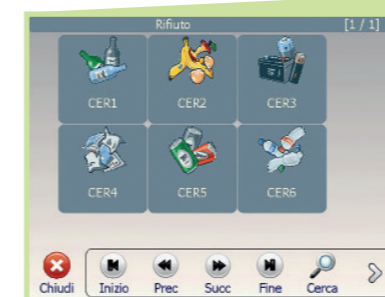 Rifiuto [1 / 1]
CER1 CER2 CER3
CER4 CER5 CER6
Chiudi Inizio Prec Succ Fine Cerca